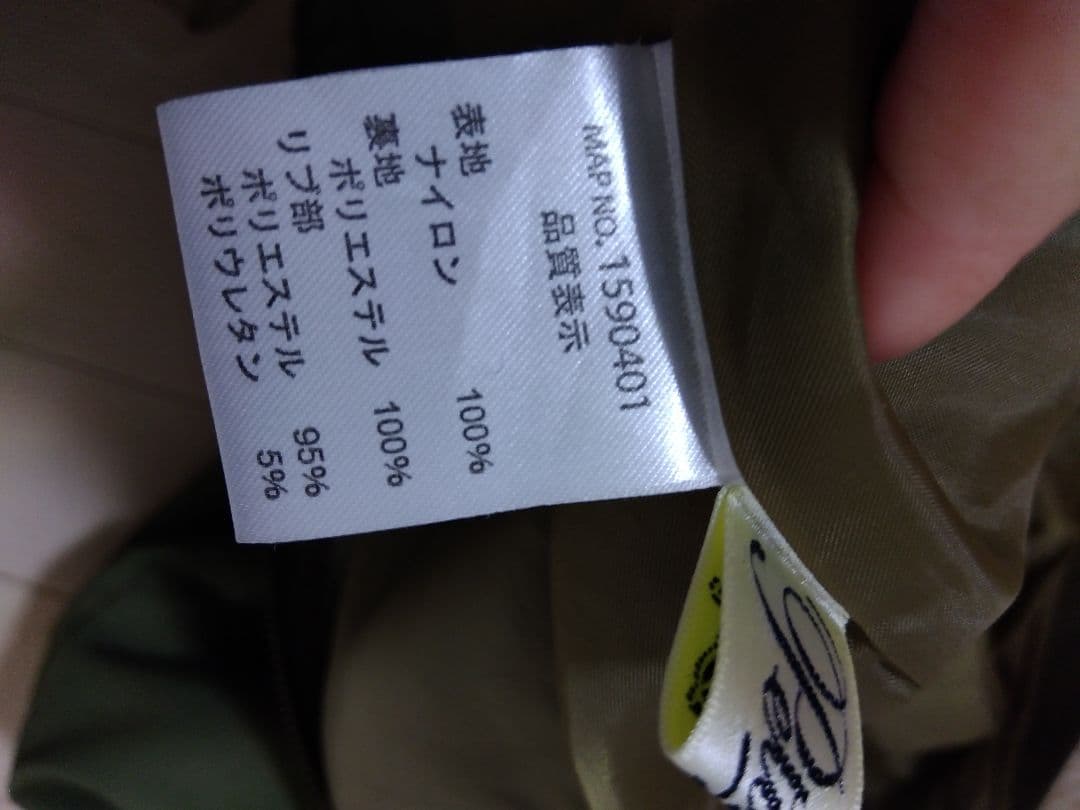 MAP NO. 1590401
品質表示
表地
ナイロン 100%
裏地
ポリエステル 100%
リブ部
ポリエステル 95%
ポリウレタン 5%